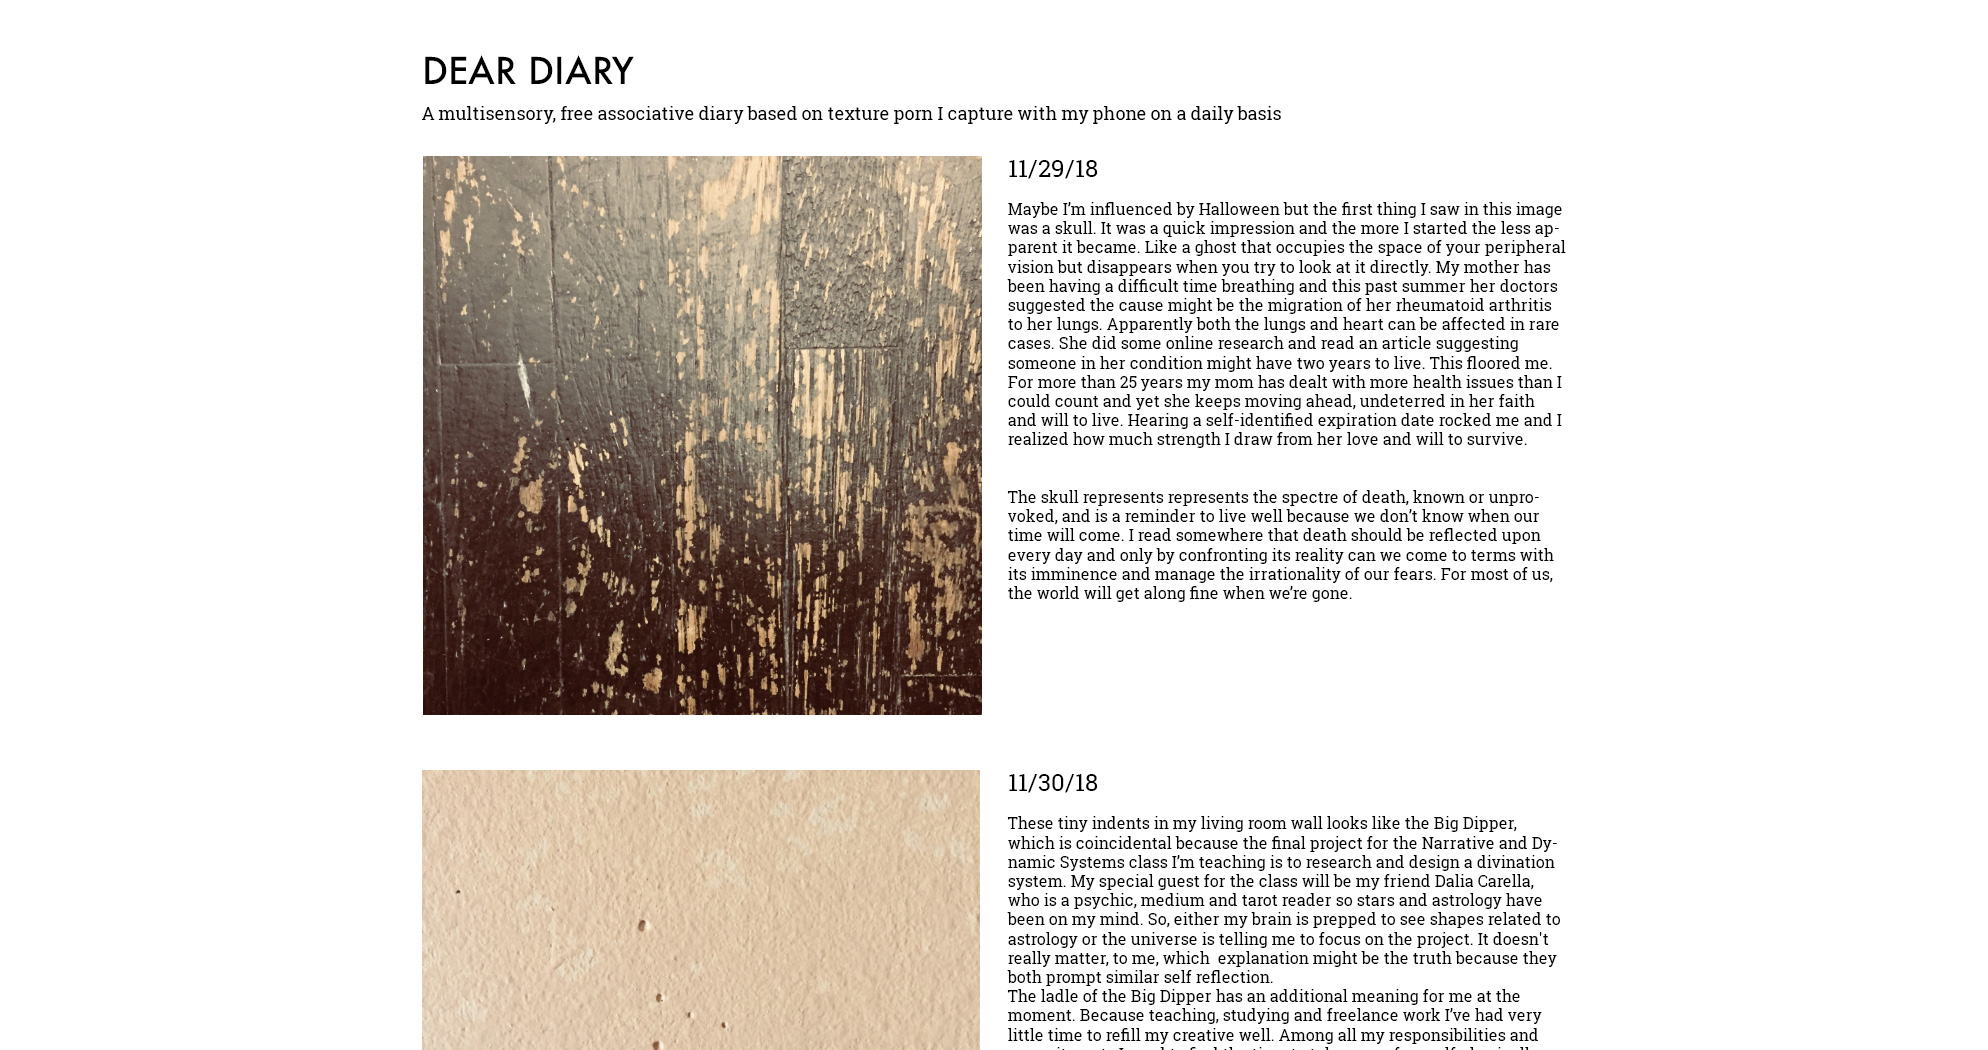 DEAR DIARY
A multisensory, free associative diary based on texture porn I capture with my phone on a daily basis
11/29/18
Maybe I’m influenced by Halloween but the first thing I saw in this image
was a skull. It was a quick impression and the more I started the less ap-
parent it became. Like a ghost that occupies the space of your peripheral
vision but disappears when you try to look at it directly. My mother has
been having a difficult time breathing and this past summer her doctors
suggested the cause might be the migration of her rheumatoid arthritis
to her lungs. Apparently both the lungs and heart can be affected in rare
cases. She did some online research and read an article suggesting
someone in her condition might have two years to live. This floored me.
For more than 25 years my mom has dealt with more health issues than I
could count and yet she keeps moving ahead, undeterred in her faith
and will to live. Hearing a self-identified expiration date rocked me and I
realized how much strength I draw from her love and will to survive.
The skull represents represents the spectre of death, known or unpro-
voked, and is a reminder to live well because we don’t know when our
time will come. I read somewhere that death should be reflected upon
every day and only by confronting its reality can we come to terms with
its imminence and manage the irrationality of our fears. For most of us,
the world will get along fine when we’re gone.
11/30/18
These tiny indents in my living room wall looks like the Big Dipper,
which is coincidental because the final project for the Narrative and Dy-
namic Systems class I’m teaching is to research and design a divination
system. My special guest for the class will be my friend Dalia Carella,
who is a psychic, medium and tarot reader so stars and astrology have
been on my mind. So, either my brain is prepped to see shapes related to
astrology or the universe is telling me to focus on the project. It doesn't
really matter, to me, which  explanation might be the truth because they
both prompt similar self reflection.
The ladle of the Big Dipper has an additional meaning for me at the
moment. Because teaching, studying and freelance work I’ve had very
little time to refill my creative well. Among all my responsibilities and